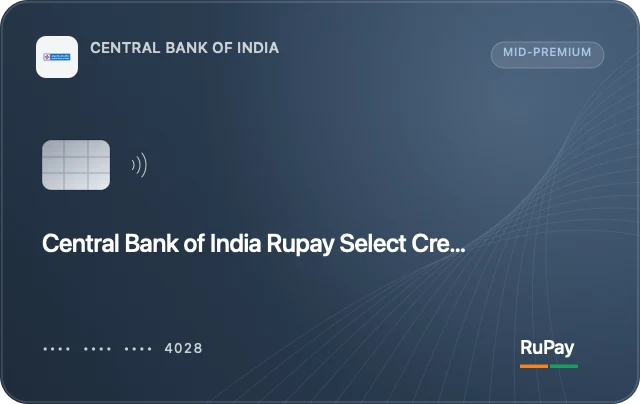 CENTRAL BANK OF INDIA
MID-PREMIUM
Central Bank of India Rupay Select Cre...
•••• •••• •••• 4028
RuPay